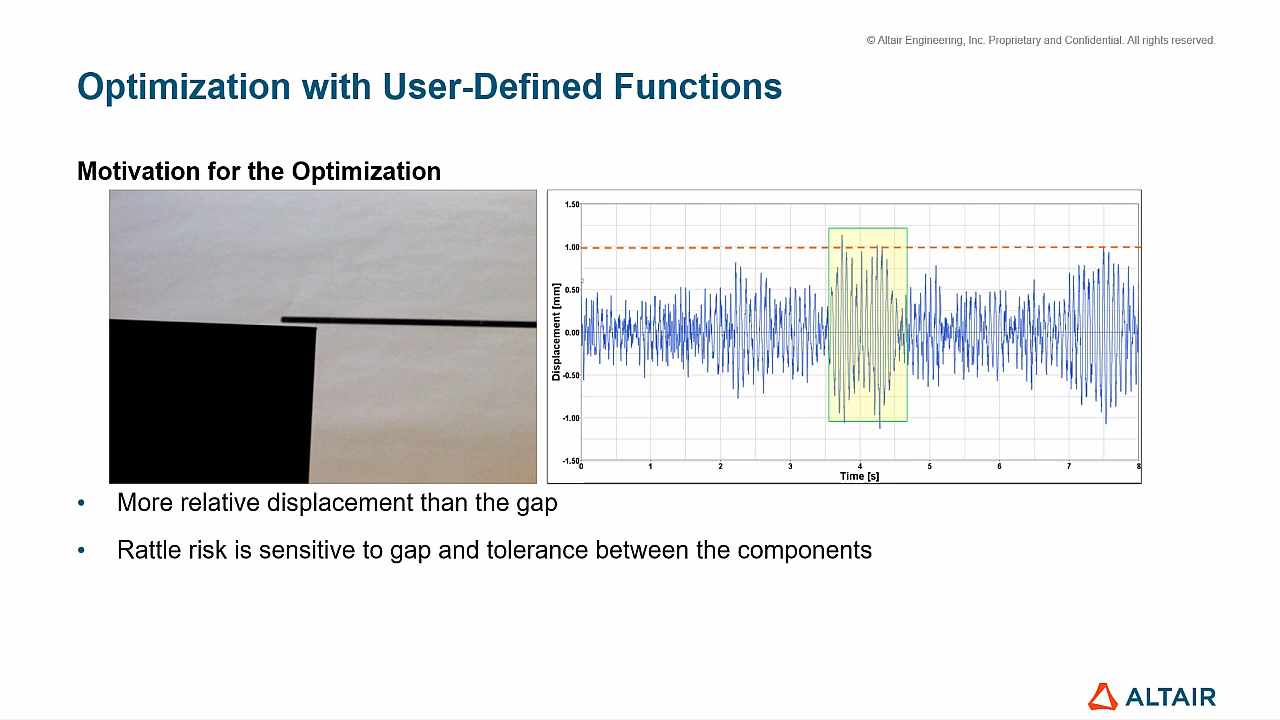 © Altair Engineering, Inc. Proprietary and Confidential. All rights reserved.
Optimization with User-Defined Functions
Motivation for the Optimization
1.50
1.00
0.50
0.00
-0.50
-1.00
-1.50
Displacement [mm]
0 1 2 3 4 5 6 7 8
Time [s]
• More relative displacement than the gap
• Rattle risk is sensitive to gap and tolerance between the components
ALTAIR